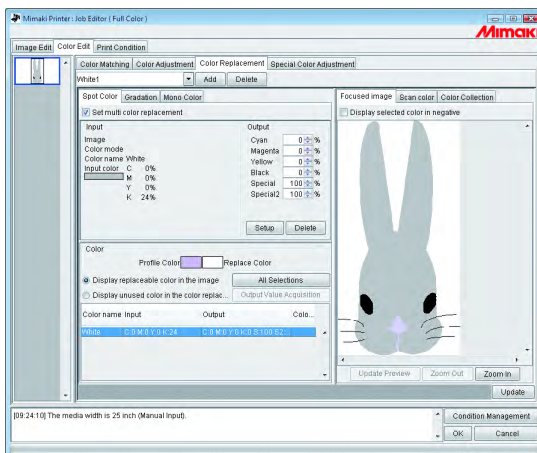 Mimaki Printer : Job Editor ( Full Color )
Mimaki
Image Edit Color Edit Print Condition
Color Matching Color Adjustment Color Replacement Special Color Adjustment
White1 Add Delete
Spot Color Gradation Mono Color
Focused image Scan color Color Collection
Set multi color replacement
Display selected color in negative
Input
Output
Image
Color mode
Color name White
Input color C 0%
M 0%
Y 0%
K 24%
Cyan 0 %
Magenta 0 %
Yellow 0 %
Black 0 %
Special 100 %
Special2 100 %
Setup Delete
Color
Profile Color Replace Color
Display replaceable color in the image All Selections
Display unused color in the color replac... Output Value Acquisition
Color name Input Output Colo...
White C:0 M:0 Y:0 K:24 C:0 M:0 Y:0 K:0 S:100 S2:...
Update Preview Zoom Out Zoom In
Update
[09:24:10] The media width is 25 inch (Manual Input).
Condition Management
OK Cancel